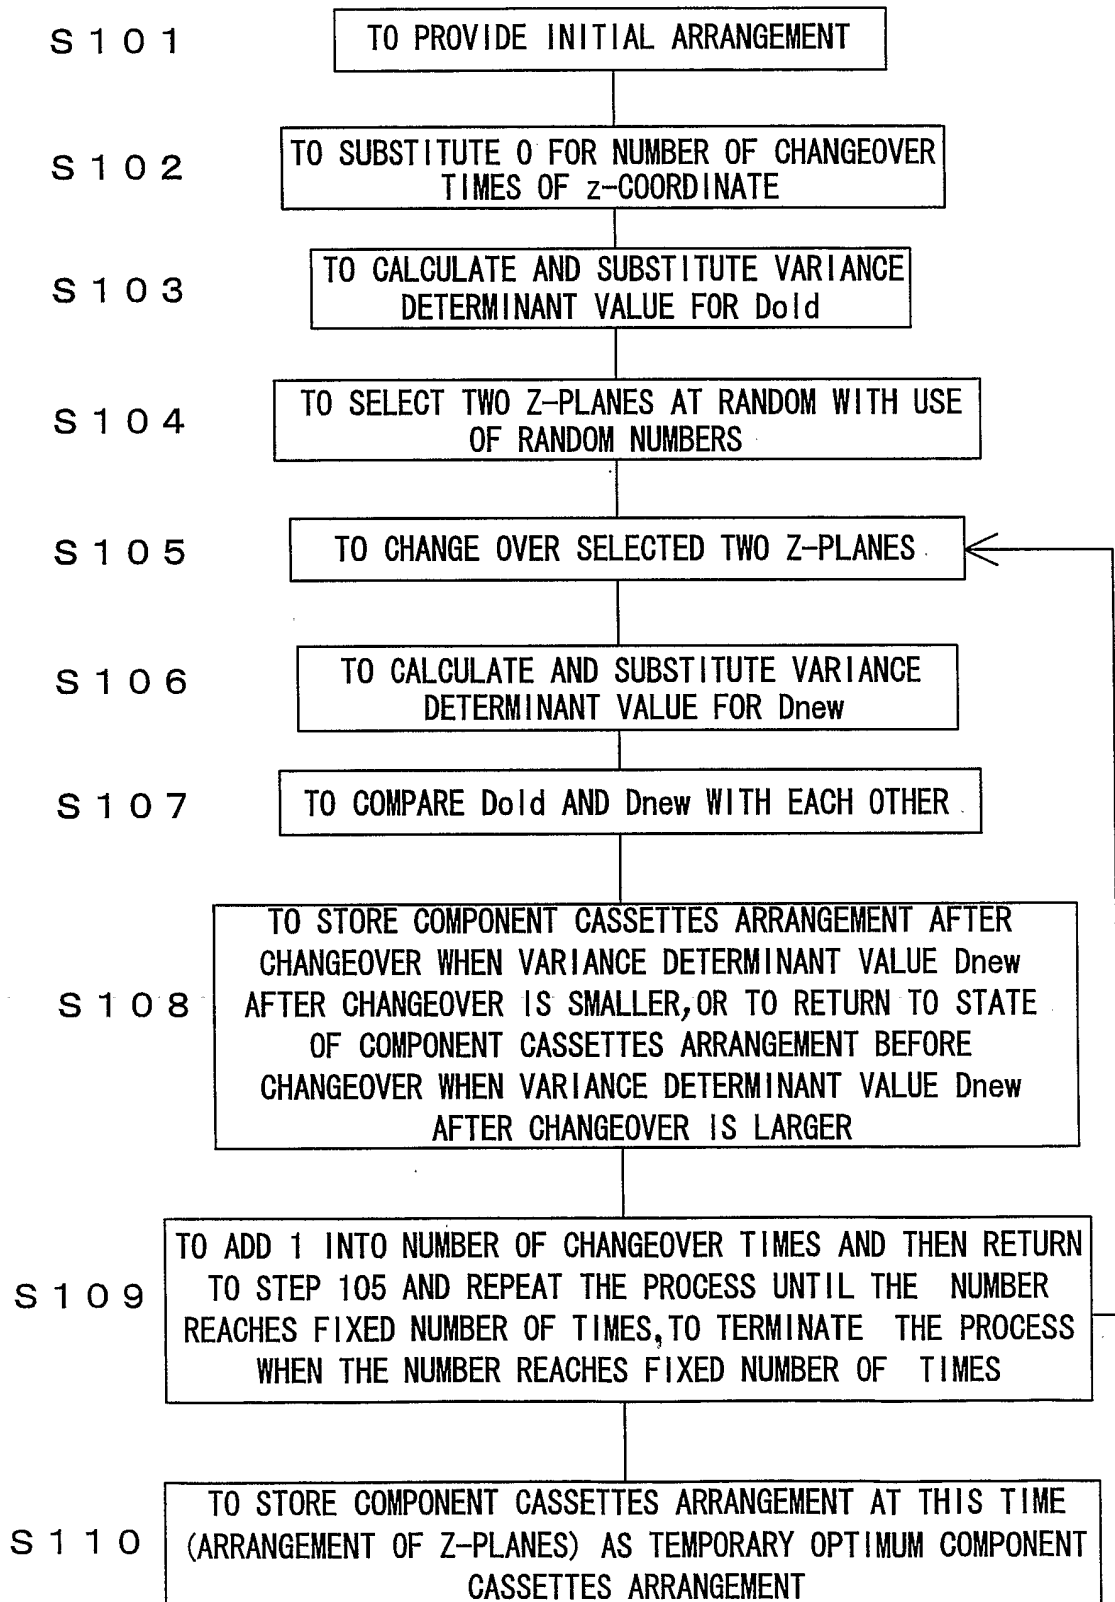 S101
TO PROVIDE INITIAL ARRANGEMENT
S102
TO SUBSTITUTE 0 FOR NUMBER OF CHANGEOVER
TIMES OF z-COORDINATE
S103
TO CALCULATE AND SUBSTITUTE VARIANCE
DETERMINANT VALUE FOR Dold
S104
TO SELECT TWO Z-PLANES AT RANDOM WITH USE
OF RANDOM NUMBERS
S105
TO CHANGE OVER SELECTED TWO Z-PLANES
S106
TO CALCULATE AND SUBSTITUTE VARIANCE
DETERMINANT VALUE FOR Dnew
S107
TO COMPARE Dold AND Dnew WITH EACH OTHER
S108
TO STORE COMPONENT CASSETTES ARRANGEMENT AFTER
CHANGEOVER WHEN VARIANCE DETERMINANT VALUE Dnew
AFTER CHANGEOVER IS SMALLER, OR TO RETURN TO STATE
OF COMPONENT CASSETTES ARRANGEMENT BEFORE
CHANGEOVER WHEN VARIANCE DETERMINANT VALUE Dnew
AFTER CHANGEOVER IS LARGER
S109
TO ADD 1 INTO NUMBER OF CHANGEOVER TIMES AND THEN RETURN
TO STEP 105 AND REPEAT THE PROCESS UNTIL THE NUMBER
REACHES FIXED NUMBER OF TIMES, TO TERMINATE THE PROCESS
WHEN THE NUMBER REACHES FIXED NUMBER OF TIMES
S110
TO STORE COMPONENT CASSETTES ARRANGEMENT AT THIS TIME
(ARRANGEMENT OF Z-PLANES) AS TEMPORARY OPTIMUM COMPONENT
CASSETTES ARRANGEMENT